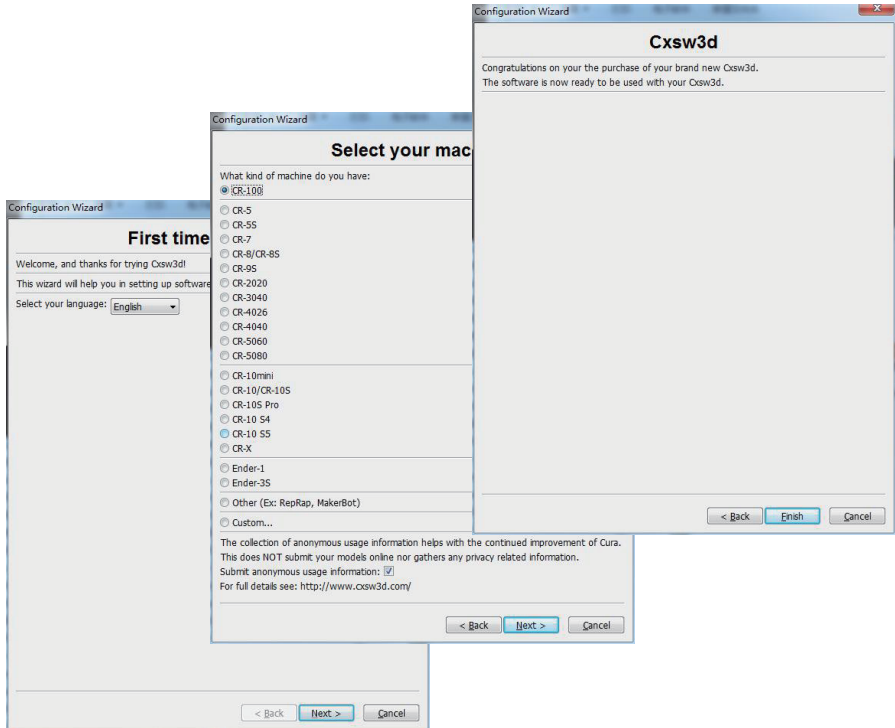 Configuration Wizard
First time
Welcome, and thanks for trying Cxsw3d!
This wizard will help you in setting up software
Select your language: English
< Back Next > Cancel
Configuration Wizard
Select your mac
What kind of machine do you have:
CR-100
CR-5
CR-5S
CR-7
CR-8/CR-8S
CR-9S
CR-2020
CR-3040
CR-4026
CR-4040
CR-5060
CR-5080
CR-10mini
CR-10/CR-10S
CR-10S Pro
CR-10 S4
CR-10 S5
CR-X
Ender-1
Ender-3S
Other (Ex: RepRap, MakerBot)
Custom...
The collection of anonymous usage information helps with the continued improvement of Cura.
This does NOT submit your models online nor gathers any privacy related information.
Submit anonymous usage information:
For full details see: http://www.cxsw3d.com/
< Back Next > Cancel
Configuration Wizard
Cxsw3d
Congratulations on your the purchase of your brand new Cxsw3d.
The software is now ready to be used with your Cxsw3d.
< Back Finish Cancel